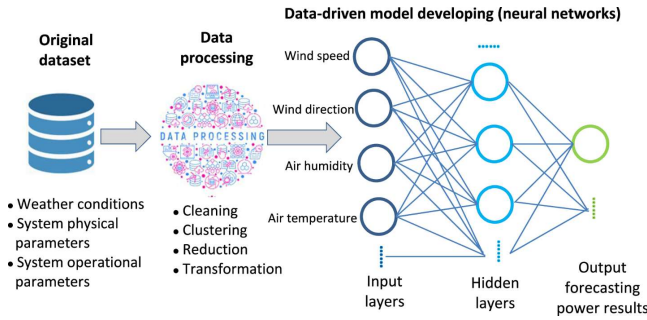 Data-driven model developing (neural networks)
Original
dataset
Data
processing
DATA PROCESSING
Wind speed
Wind direction
Air humidity
Air temperature
• Weather conditions
• System physical
parameters
• System operational
parameters
• Cleaning
• Clustering
• Reduction
• Transformation
Input
layers
Hidden
layers
Output
forecasting
power results